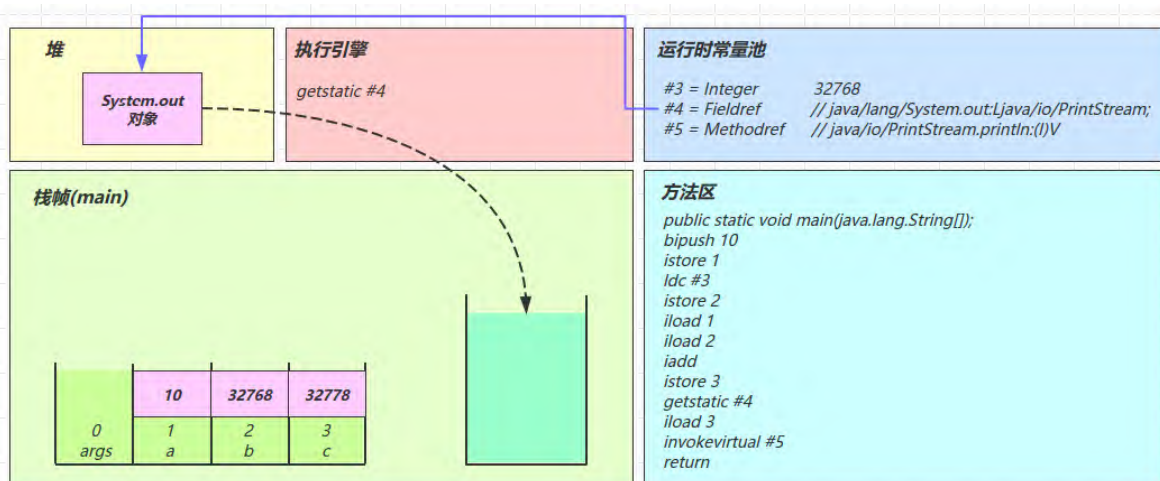 堆
System.out
对象
执行引擎
getstatic #4
运行时常量池
#3 = Integer 32768
#4 = Fieldref // java/lang/System.out:Ljava/io/PrintStream;
#5 = Methodref // java/io/PrintStream.println:(I)V
栈帧(main)
10 32768 32778
0 1 2 3
args a b c
方法区
public static void main(java.lang.String[]);
bipush 10
istore 1
ldc #3
istore 2
iload 1
iload 2
iadd
istore 3
getstatic #4
iload 3
invokevirtual #5
return